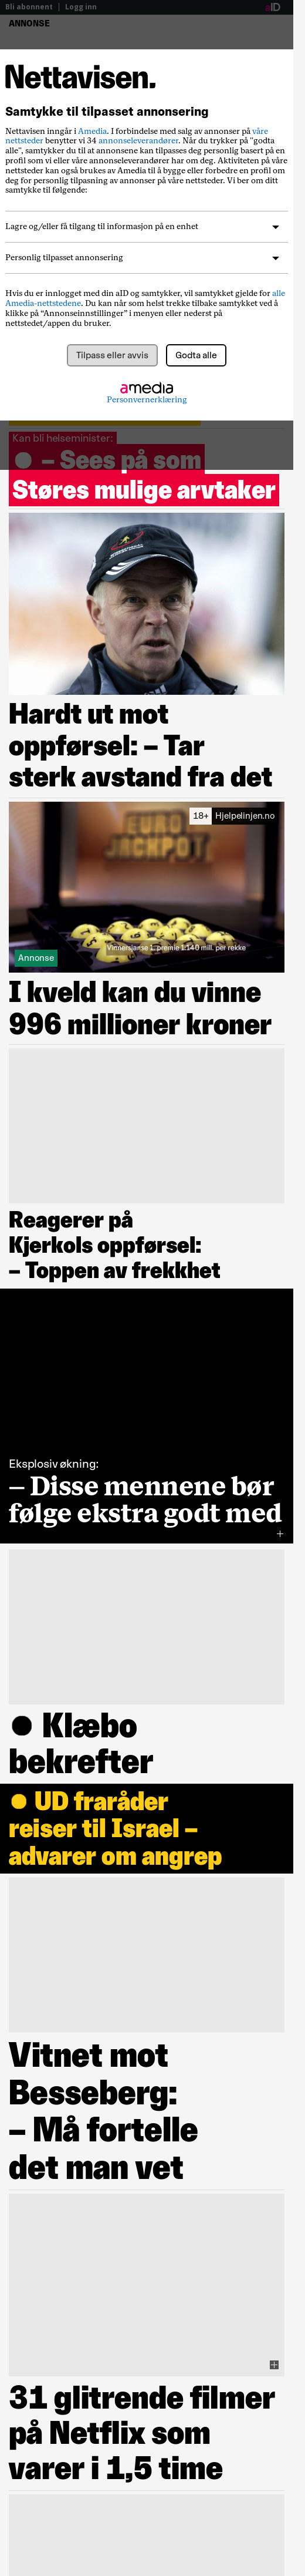 Bli abonnent | Logg inn
aID
ANNONSE
Nettavisen.
Samtykke til tilpasset annonsering
Nettavisen inngår i Amedia. I forbindelse med salg av annonser på våre
nettsteder benytter vi 34 annonseleverandører. Når du trykker på "godta
alle", samtykker du til at annonsene kan tilpasses deg personlig basert på en
profil som vi eller våre annonseleverandører har om deg. Aktiviteten på våre
nettsteder kan også brukes av Amedia til å bygge eller forbedre en profil om
deg for personlig tilpasning av annonser på våre nettsteder. Vi ber om ditt
samtykke til følgende:
Lagre og/eller få tilgang til informasjon på en enhet
Personlig tilpasset annonsering
Hvis du er innlogget med din aID og samtykker, vil samtykket gjelde for alle
Amedia-nettstedene. Du kan når som helst trekke tilbake samtykket ved å
klikke på “Annonseinnstillinger” i menyen eller nederst på
nettstedet/appen du bruker.
Tilpass eller avvis
Godta alle
amedia
Personvernerklæring
Kan bli helseminister:
– Sees på som
Støres mulige arvtaker
Hardt ut mot
oppførsel: – Tar
sterk avstand fra det
18+ Hjelpelinjen.no
EURO
JACKPOT
Vinnersjanse 1. premie 1:140 mill. per rekke
Annonse
I kveld kan du vinne
996 millioner kroner
Reagerer på
Kjerkols oppførsel:
– Toppen av frekkhet
Eksplosiv økning:
– Disse mennene bør
følge ekstra godt med
Klæbo
bekrefter
UD fraråder
reiser til Israel –
advarer om angrep
Vitnet mot
Besseberg:
– Må fortelle
det man vet
31 glitrende filmer
på Netflix som
varer i 1,5 time